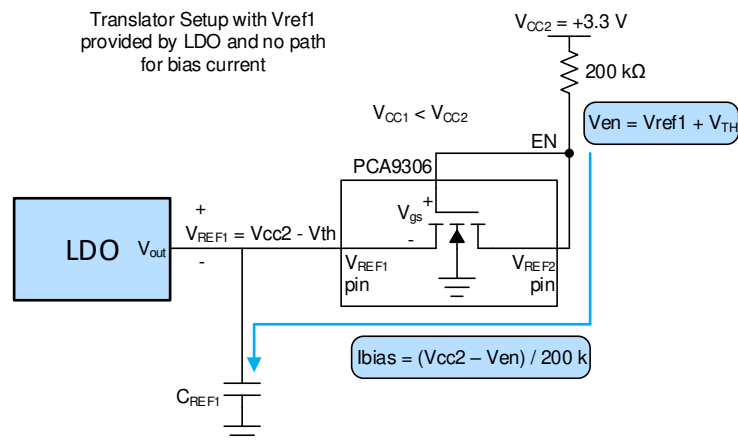 Translator Setup with Vref1
provided by LDO and no path
for bias current
VCC2 = +3.3 V
200 kΩ
VCC1 < VCC2
Ven = Vref1 + VTH
EN
PCA9306
Vgs
+
-
+
VREF1 = Vcc2 - Vth
-
LDO
Vout
VREF1
pin
VREF2
pin
Ibias = (Vcc2 – Ven) / 200 k
CREF1